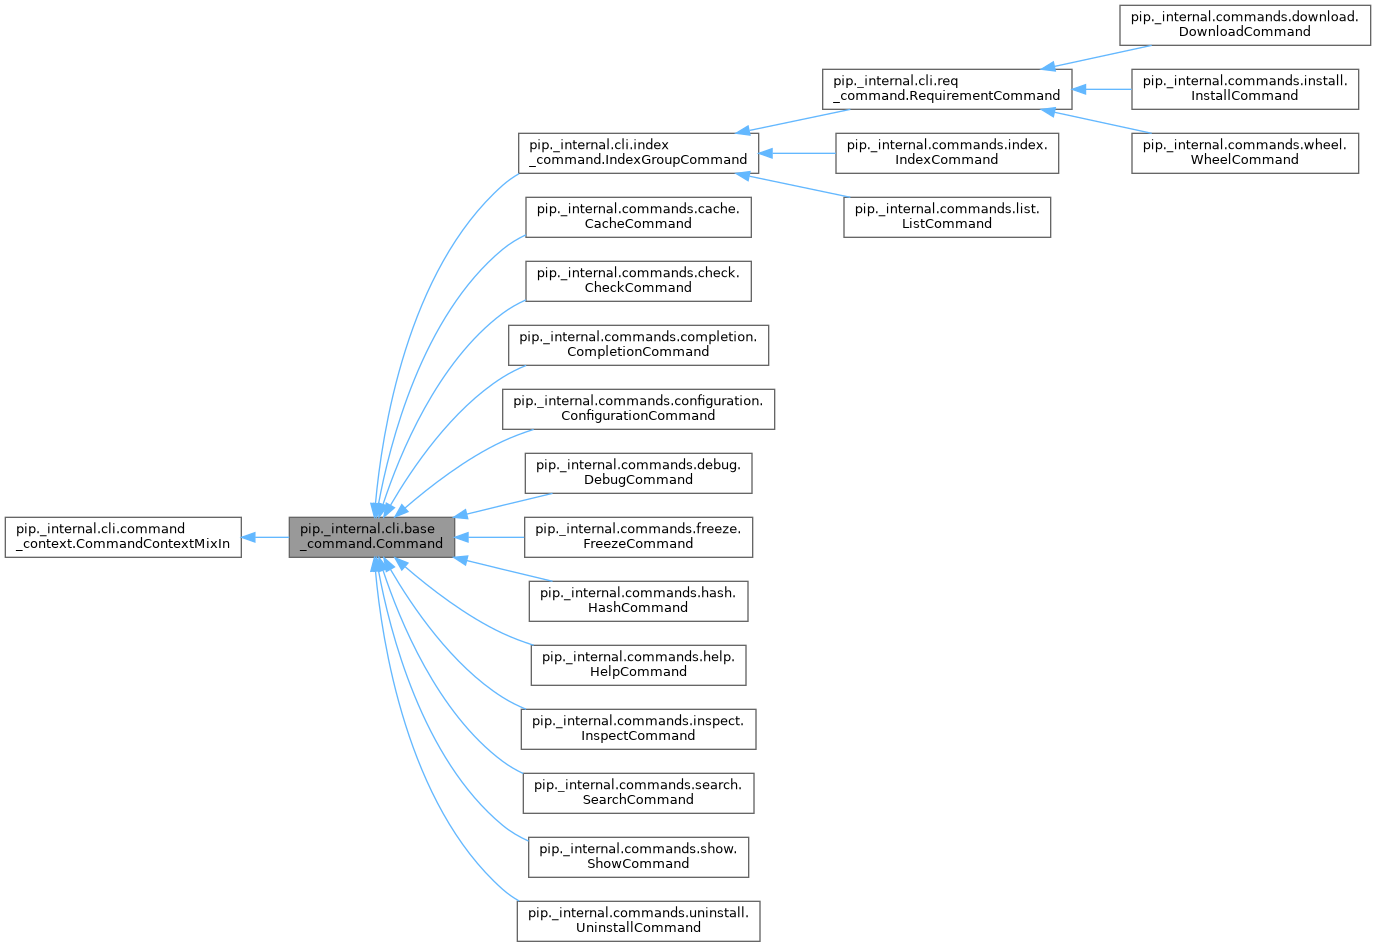 pip._internal.commands.download.
DownloadCommand
pip._internal.cli.req
_command.RequirementCommand
pip._internal.commands.install.
InstallCommand
pip._internal.cli.index
_command.IndexGroupCommand
pip._internal.commands.index.
IndexCommand
pip._internal.commands.wheel.
WheelCommand
pip._internal.commands.cache.
CacheCommand
pip._internal.commands.list.
ListCommand
pip._internal.commands.check.
CheckCommand
pip._internal.commands.completion.
CompletionCommand
pip._internal.commands.configuration.
ConfigurationCommand
pip._internal.commands.debug.
DebugCommand
pip._internal.cli.command
_context.CommandContextMixIn
pip._internal.cli.base
_command.Command
pip._internal.commands.freeze.
FreezeCommand
pip._internal.commands.hash.
HashCommand
pip._internal.commands.help.
HelpCommand
pip._internal.commands.inspect.
InspectCommand
pip._internal.commands.search.
SearchCommand
pip._internal.commands.show.
ShowCommand
pip._internal.commands.uninstall.
UninstallCommand